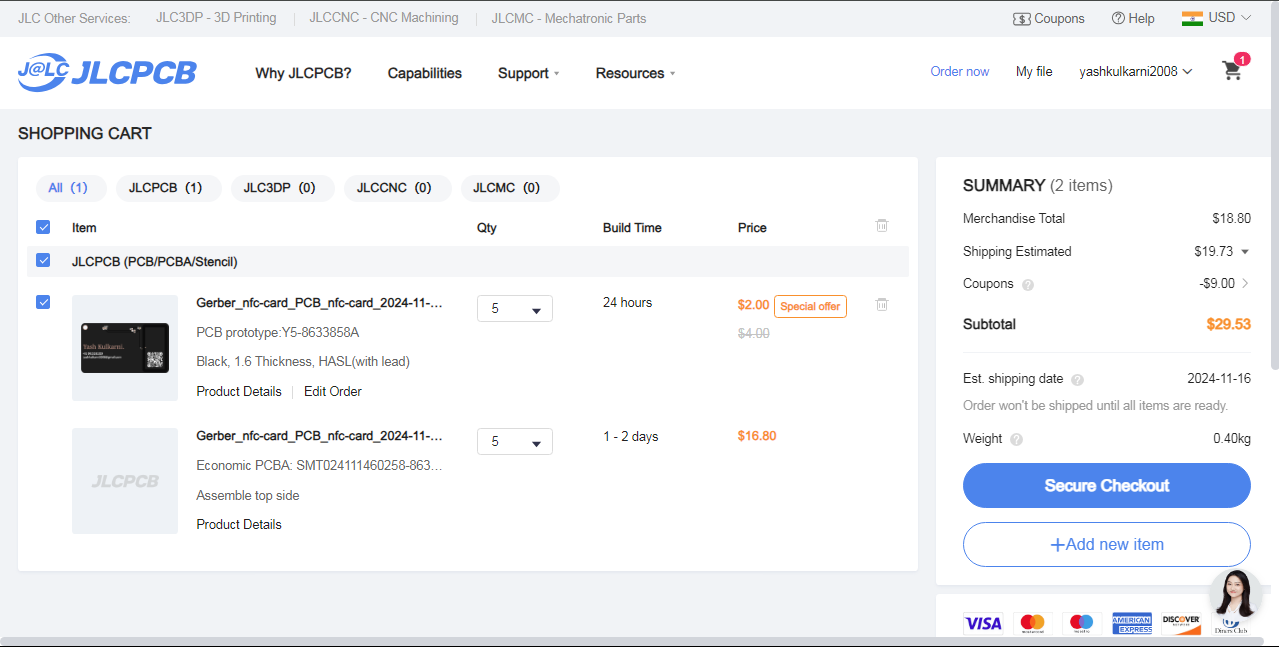 JLC Other Services: JLC3DP - 3D Printing JLCCNC - CNC Machining JLCMC - Mechatronic Parts Coupons Help USD
J@LC JLCPCB Why JLCPCB? Capabilities Support Resources Order now My file yashkulkarni2008 1
SHOPPING CART
All (1) JLCPCB (1) JLC3DP (0) JLCCNC (0) JLCMC (0)
Item Qty Build Time Price
JLCPCB (PCB/PCBA/Stencil)
Gerber_nfc-card_PCB_nfc-card_2024-11-... 5 24 hours $2.00 Special offer
$4.00
PCB prototype:Y5-8633858A
Black, 1.6 Thickness, HASL(with lead)
Product Details Edit Order
Yash Kulkarni.
Gerber_nfc-card_PCB_nfc-card_2024-11-... 5 1 - 2 days $16.80
Economic PCBA: SMT024111460258-863...
JLCPCB
Assemble top side
Product Details
SUMMARY (2 items)
Merchandise Total $18.80
Shipping Estimated $19.73
Coupons -$9.00
Subtotal $29.53
Est. shipping date 2024-11-16
Order won't be shipped until all items are ready.
Weight 0.40kg
Secure Checkout
+Add new item
VISA AMERICAN EXPRESS DISCOVER Diners Club